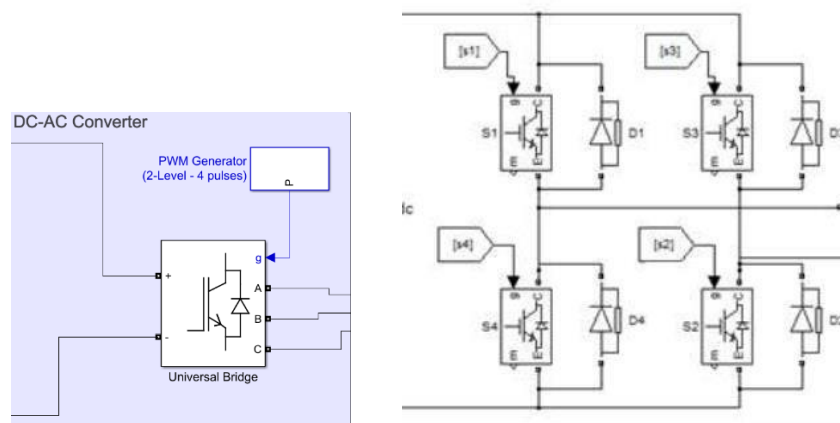 DC-AC Converter
PWM Generator
(2-Level - 4 pulses)
P
g
+
A
B
-
C
Universal Bridge
[s1]
[s3]
g
C
g
C
S1
D1
S3
m
E
m
E
dc
[s4]
[s2]
g
C
g
C
S4
D4
S2
m
E
m
E